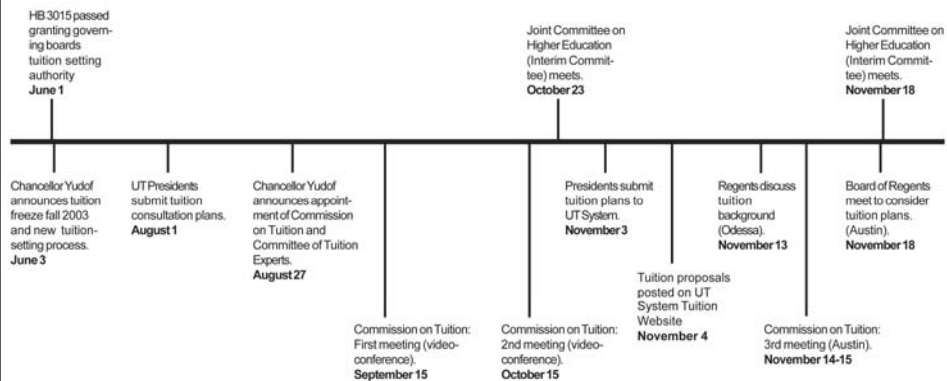 HB 3015 passed
granting govern-
ing boards
tuition setting
authority
June 1
Joint Committee on
Higher Education
(Interim Commit-
tee) meets.
October 23
Joint Committee on
Higher Education
(Interim Commit-
tee) meets.
November 18
Chancellor Yudof
announces tuition
freeze fall 2003
and new tuition-
setting process.
June 3
UT Presidents
submit tuition
consultation plans.
August 1
Chancellor Yudof
announces appoint-
ment of Commission
on Tuition and
Committee of Tuition
Experts.
August 27
Commission on Tuition:
First meeting (video-
conference).
September 15
Commission on Tuition:
2nd meeting (video-
conference).
October 15
Presidents submit
tuition plans to
UT System.
November 3
Tuition proposals
posted on UT
System Tuition
Website
November 4
Regents discuss
tuition
background
(Odessa).
November 13
Commission on Tuition:
3rd meeting (Austin).
November 14-15
Board of Regents
meet to consider
tuition plans.
(Austin).
November 18